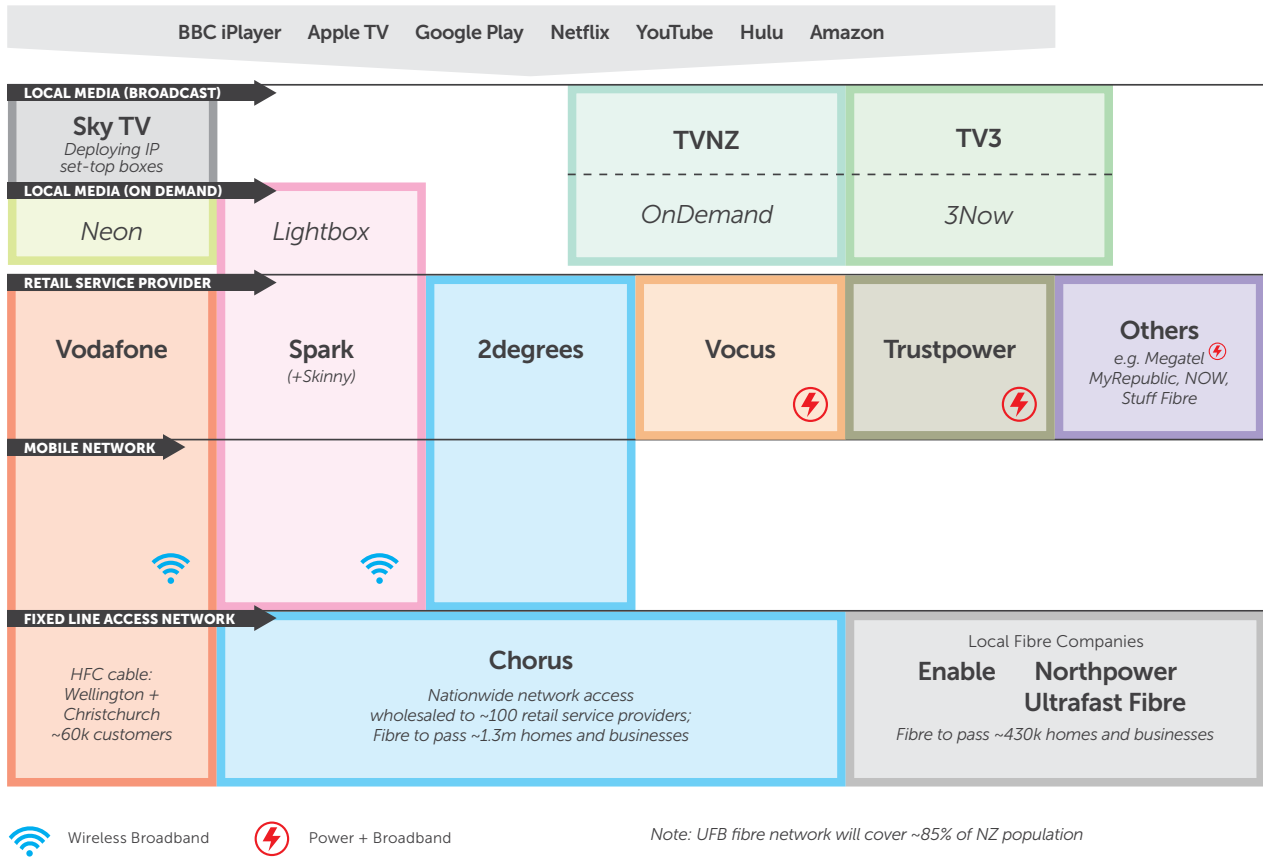 BBC iPlayer Apple TV Google Play Netflix YouTube Hulu Amazon
LOCAL MEDIA (BROADCAST)
Sky TV
Deploying IP
set-top boxes
TVNZ
TV3
LOCAL MEDIA (ON DEMAND)
Neon
Lightbox
OnDemand
3Now
RETAIL SERVICE PROVIDER
Vodafone
Spark
(+Skinny)
2degrees
Vocus
Trustpower
Others
e.g. Megatel
MyRepublic, NOW,
Stuff Fibre
MOBILE NETWORK
FIXED LINE ACCESS NETWORK
HFC cable:
Wellington +
Christchurch
~60k customers
Chorus
Nationwide network access
wholesaled to ~100 retail service providers;
Fibre to pass ~1.3m homes and businesses
Local Fibre Companies
Enable Northpower
Ultrafast Fibre
Fibre to pass ~430k homes and businesses
Wireless Broadband
Power + Broadband
Note: UFB fibre network will cover ~85% of NZ population